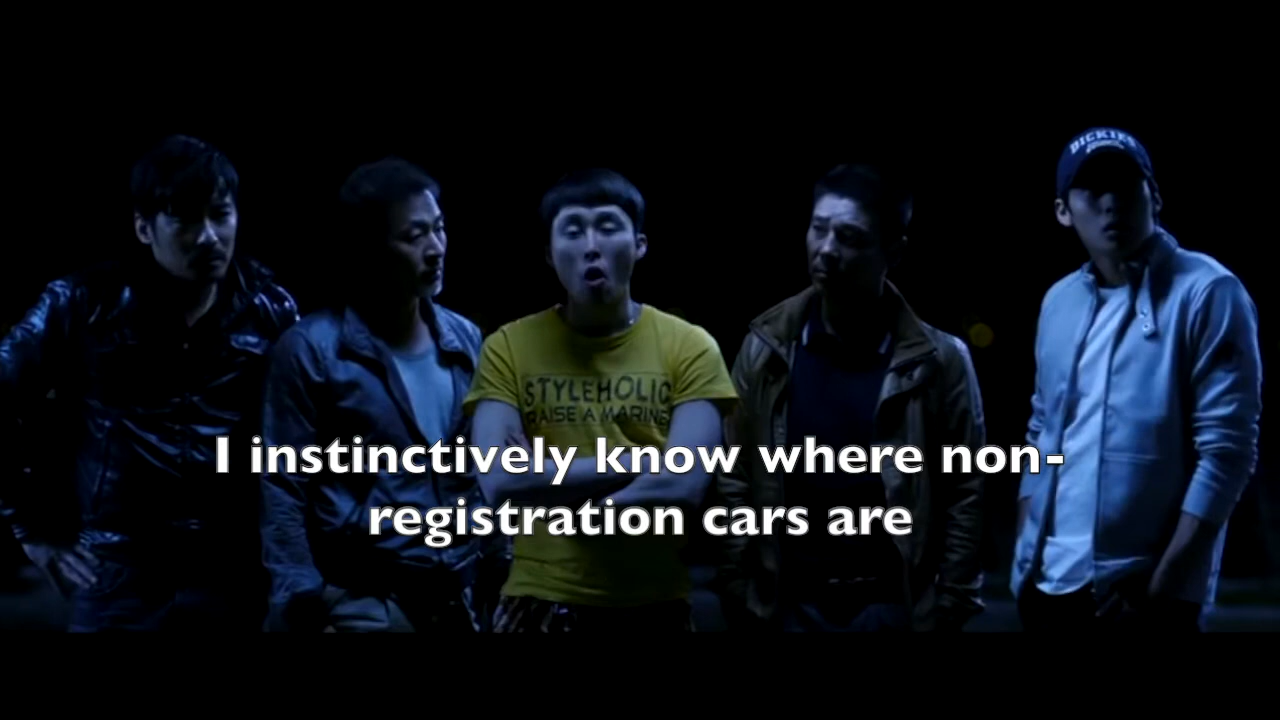 DICKIES
STYLEHOLIC
RAISE A MARINE
I instinctively know where non-
registration cars are